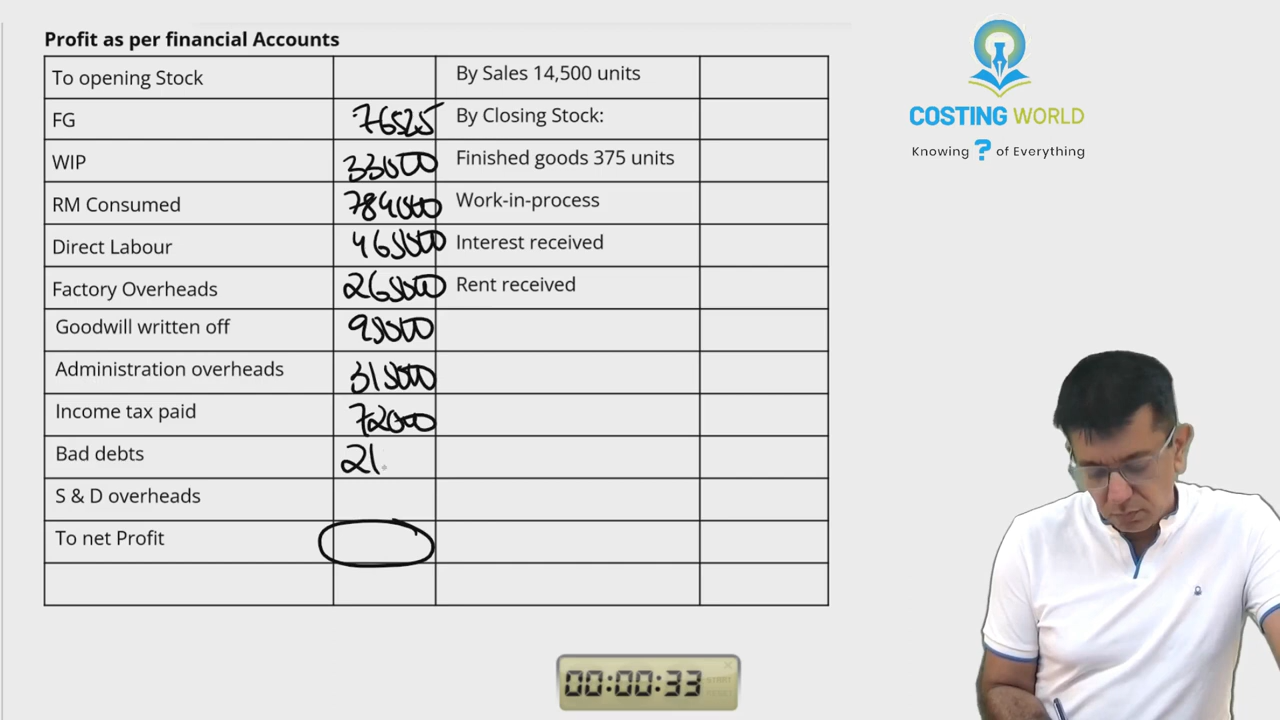 Profit as per financial Accounts
To opening Stock By Sales 14,500 units
FG 76525 By Closing Stock:
WIP 33000 Finished goods 375 units
RM Consumed 784000 Work-in-process
Direct Labour 465000 Interest received
Factory Overheads 265000 Rent received
Goodwill written off 95000
Administration overheads 315000
Income tax paid 72000
Bad debts 21
S & D overheads
To net Profit
COSTING WORLD
Knowing ? of Everything
00:00:33